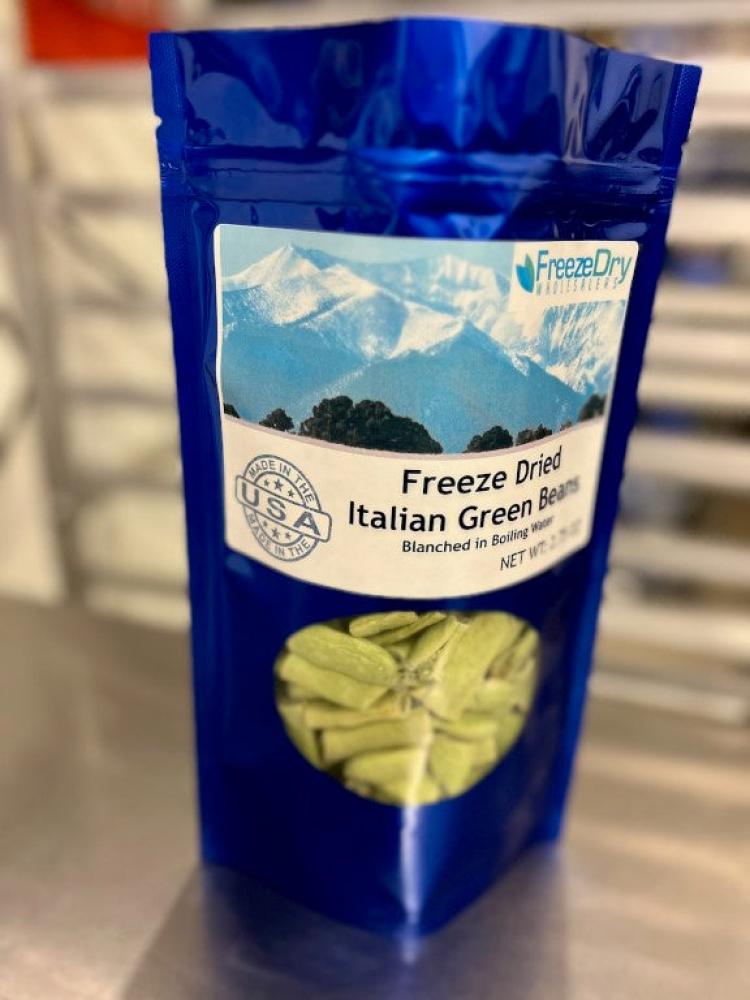 FreezeDry
WHOLESALERS
Freeze Dried
Italian Green Beans
Blanched in Boiling Water
NET WT:
MADE IN THE
USA
MADE IN THE